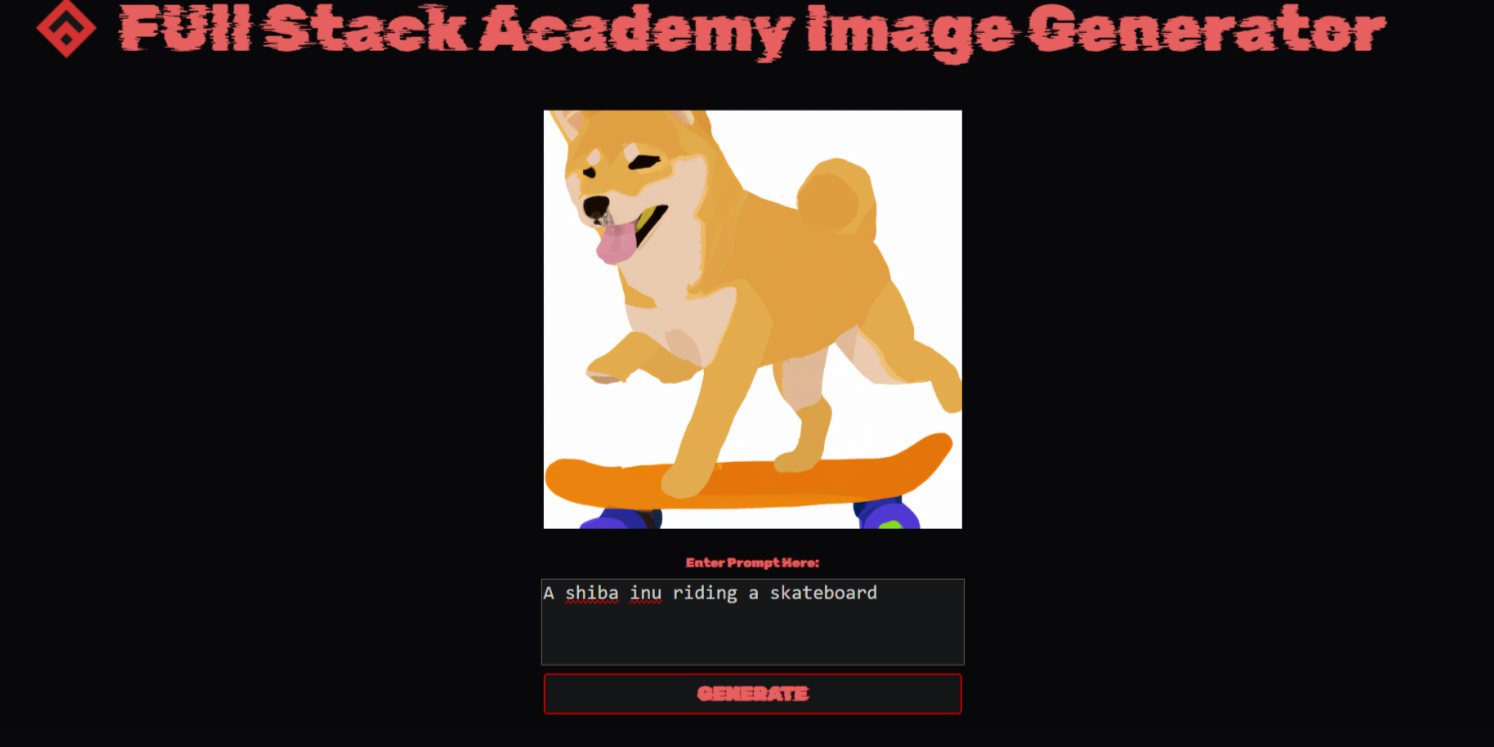 FUll Stack Academy Image Generator
Enter Prompt Here:
A shiba inu riding a skateboard
GENERATE